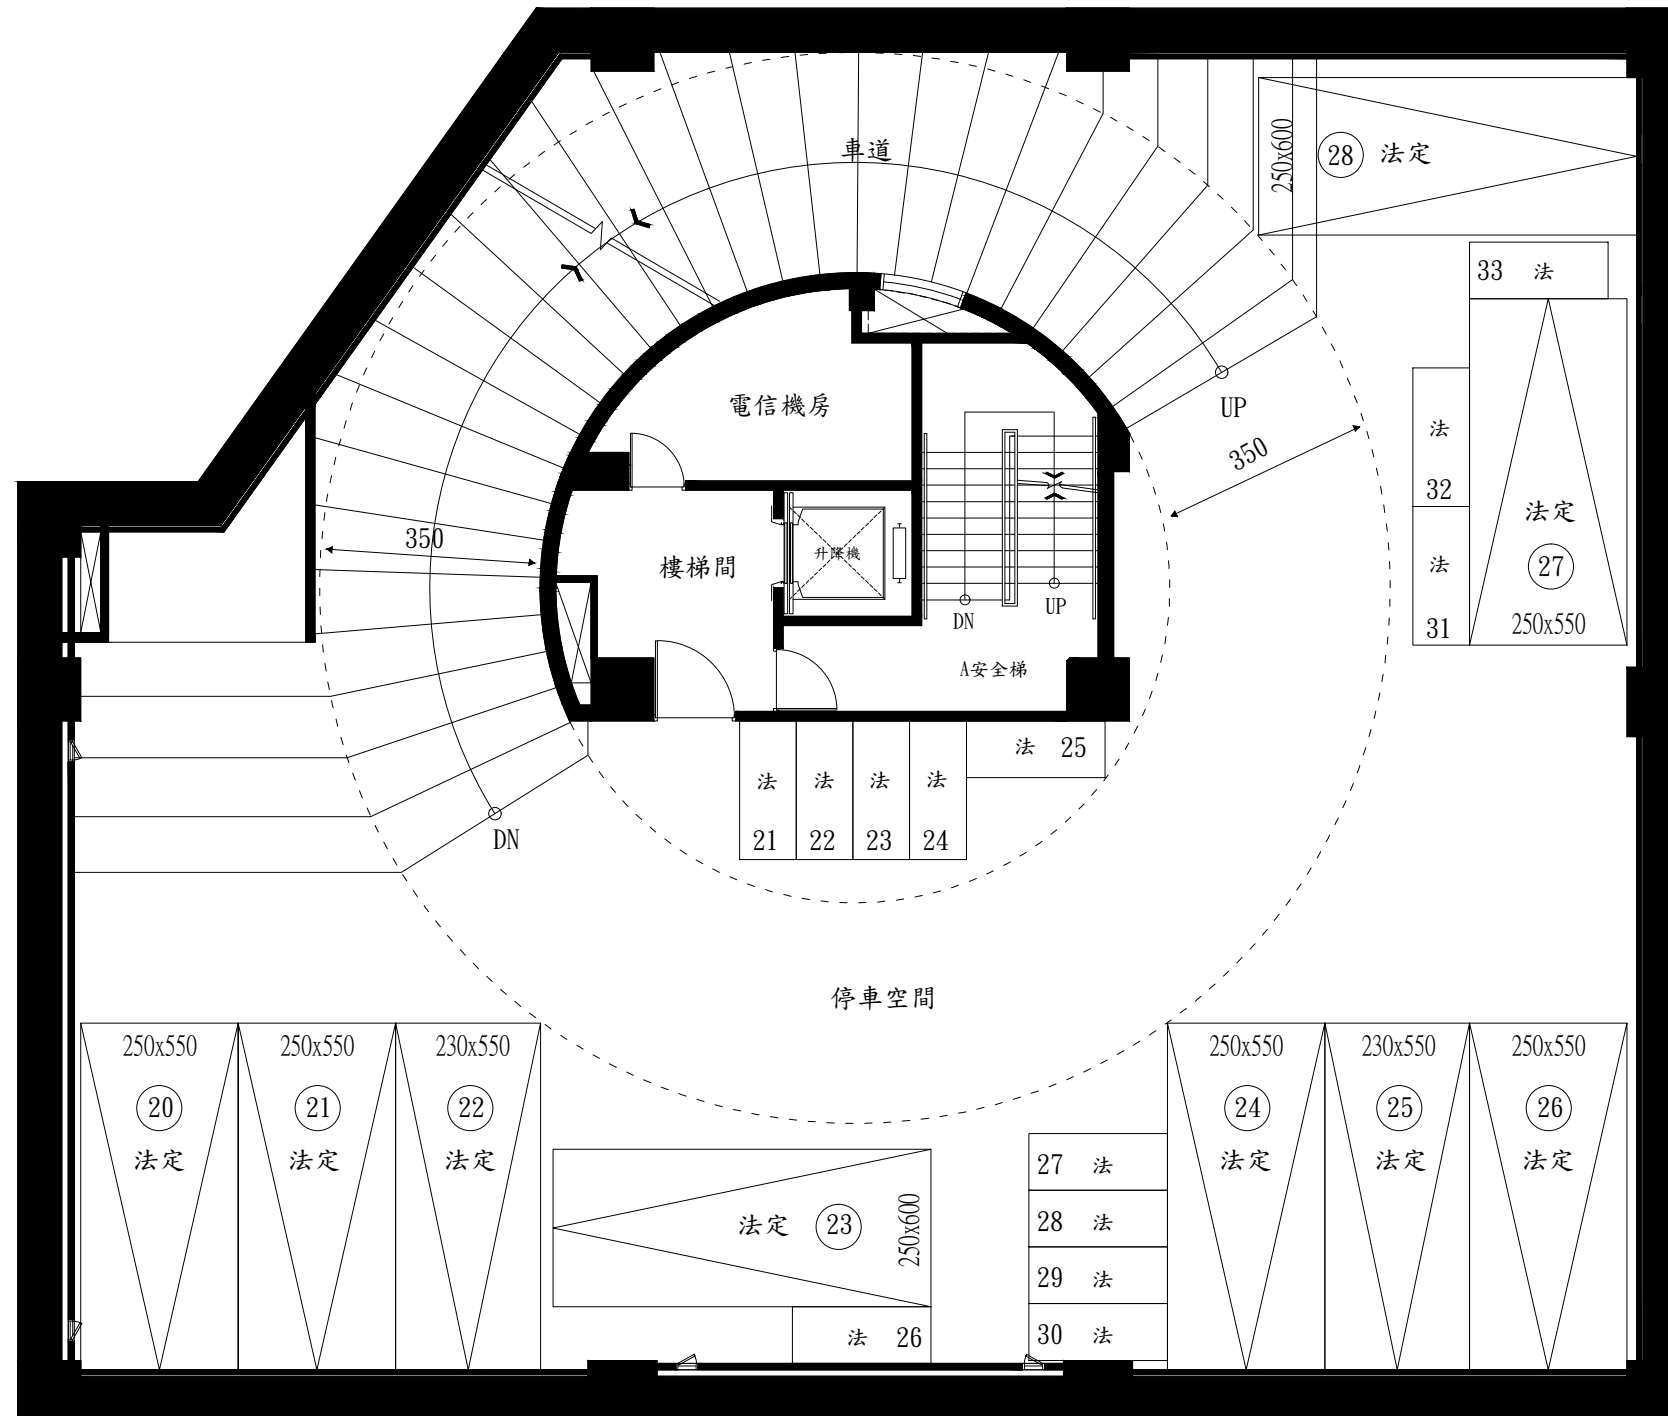 車道
250x600
28 法定
33 法
電信機房
UP
350
法
32
法定
27
250x550
法
31
350
樓梯間
升降機
DN
UP
A安全梯
法 25
法
21
法
22
法
23
法
24
DN
停車空間
250x550
20
法定
250x550
21
法定
230x550
22
法定
法定 23
250x600
法 26
27 法
28 法
29 法
30 法
250x550
24
法定
230x550
25
法定
250x550
26
法定